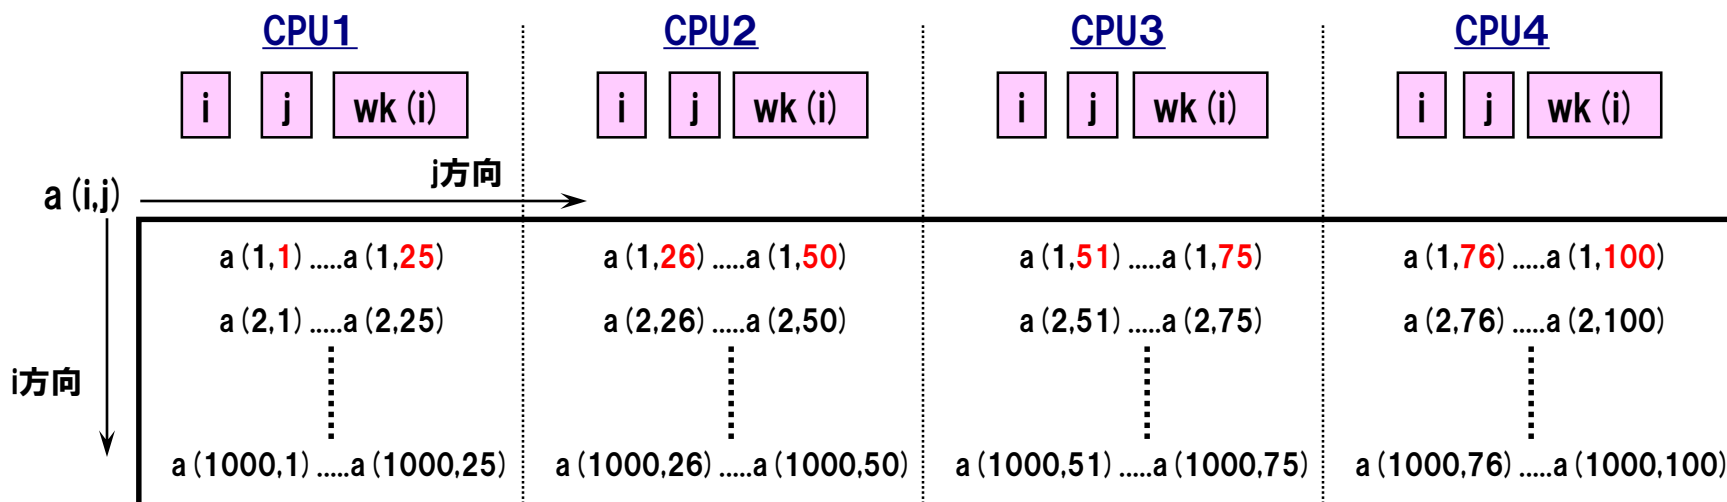 CPU1 CPU2 CPU3 CPU4
i j wk(i) i j wk(i) i j wk(i) i j wk(i)
j方向
a(i,j)
a(1,1).....a(1,25) a(1,26).....a(1,50) a(1,51).....a(1,75) a(1,76).....a(1,100)
a(2,1).....a(2,25) a(2,26).....a(2,50) a(2,51).....a(2,75) a(2,76).....a(2,100)
i方向
a(1000,1).....a(1000,25) a(1000,26).....a(1000,50) a(1000,51).....a(1000,75) a(1000,76).....a(1000,100)